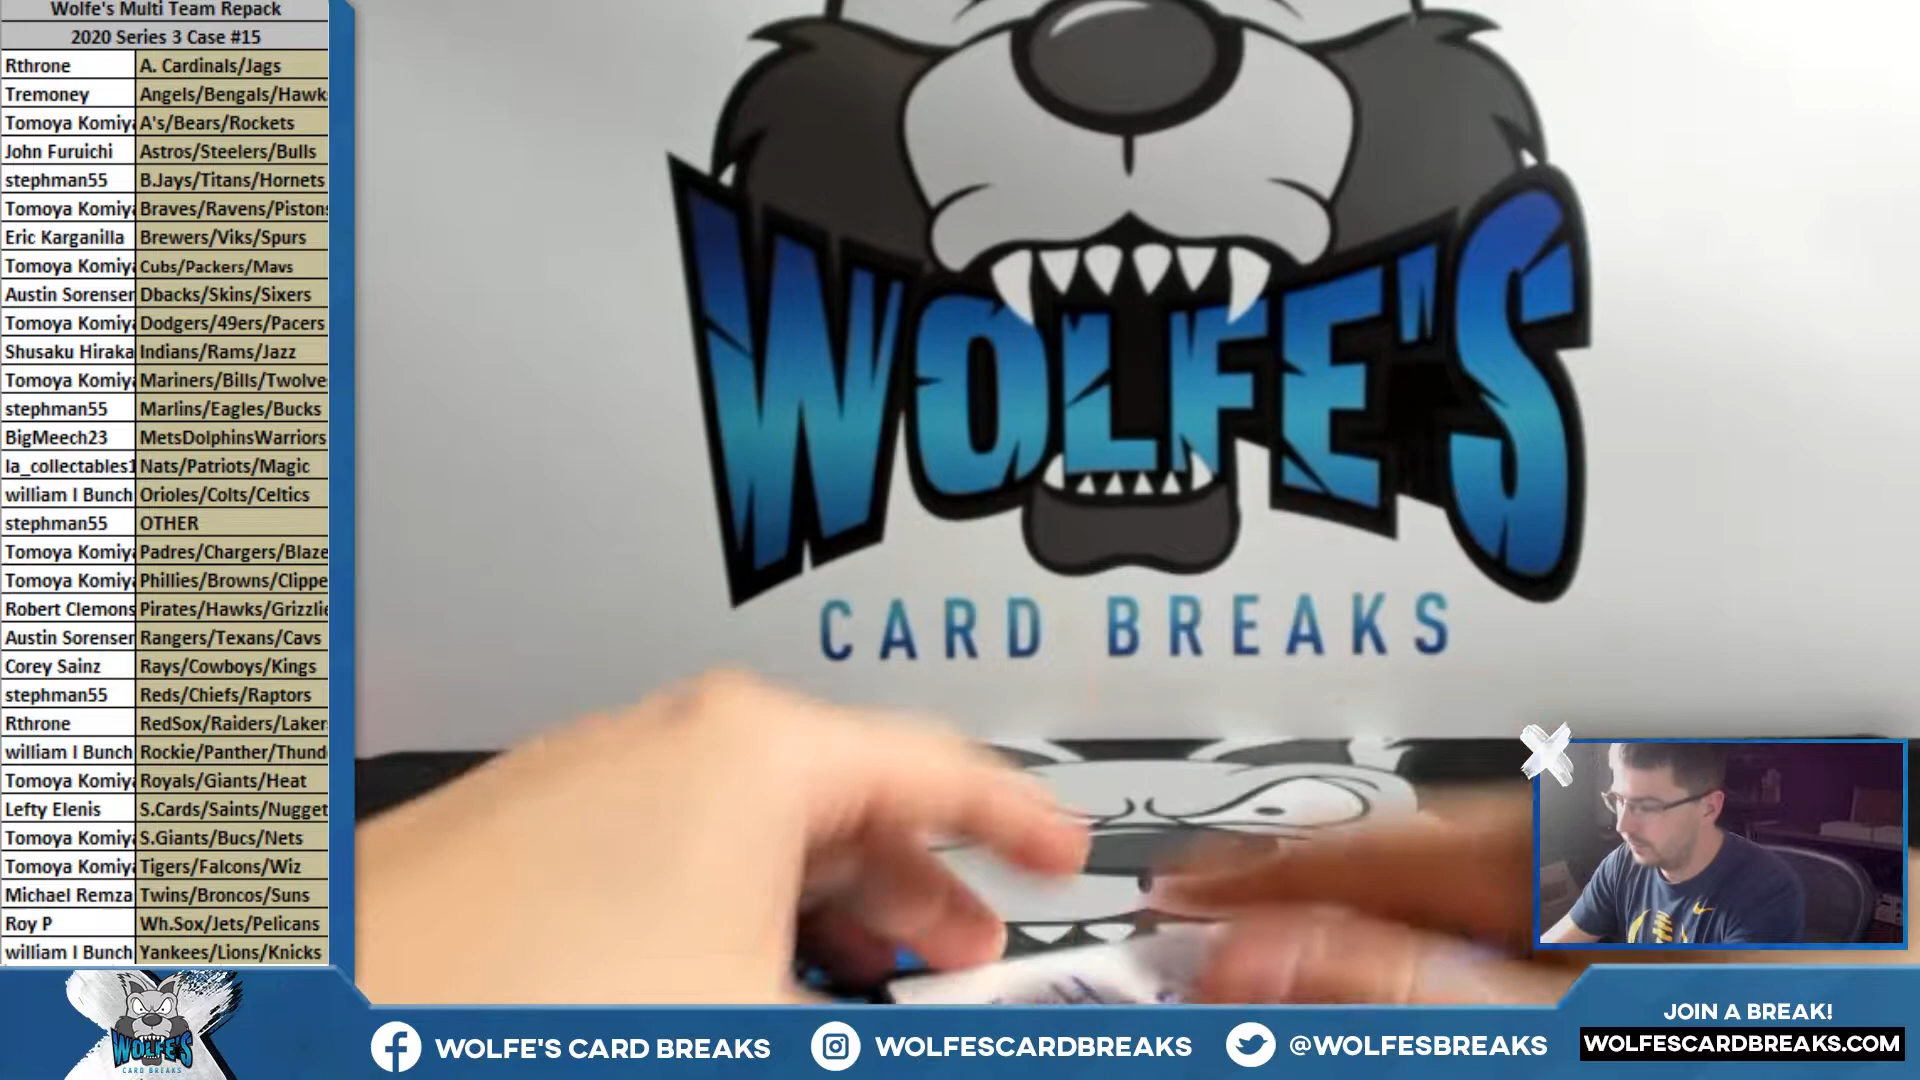 Wolfe's Multi Team Repack
2020 Series 3 Case #15
Rthrone A. Cardinals/Jags
Tremoney Angels/Bengals/Hawk
Tomoya Komiy A's/Bears/Rockets
John Furuichi Astros/Steelers/Bulls
stephman55 B.Jays/Titans/Hornets
Tomoya Komiy Braves/Ravens/Pistons
Eric Karganilla Brewers/Viks/Spurs
Tomoya Komiy Cubs/Packers/Mavs
Austin Sorensen Dbacks/Skins/Sixers
Tomoya Komiy Dodgers/49ers/Pacers
Shusaku Hiraka Indians/Rams/Jazz
Tomoya Komiy Mariners/Bills/Twolve
stephman55 Marlins/Eagles/Bucks
BigMeech23 MetsDolphinsWarriors
la_collectables1 Nats/Patriots/Magic
william l Bunch Orioles/Colts/Celtics
stephman55 OTHER
Tomoya Komiy Padres/Chargers/Blaze
Tomoya Komiy Phillies/Browns/Clippe
Robert Clemons Pirates/Hawks/Grizzlie
Austin Sorensen Rangers/Texans/Cavs
Corey Sainz Rays/Cowboys/Kings
stephman55 Reds/Chiefs/Raptors
Rthrone RedSox/Raiders/Laker
william l Bunch Rockie/Panther/Thund
Tomoya Komiy Royals/Giants/Heat
Lefty Elenis S.Cards/Saints/Nugget
Tomoya Komiy S.Giants/Bucs/Nets
Tomoya Komiy Tigers/Falcons/Wiz
Michael Remza Twins/Broncos/Suns
Roy P Wh.Sox/Jets/Pelicans
william l Bunch Yankees/Lions/Knicks
WOLFE'S
CARD BREAKS
WOLFE'S
CARD BREAKS
WOLFE'S CARD BREAKS
WOLFESCARDBREAKS
@WOLFESBREAKS
JOIN A BREAK!
WOLFESCARDBREAKS.COM